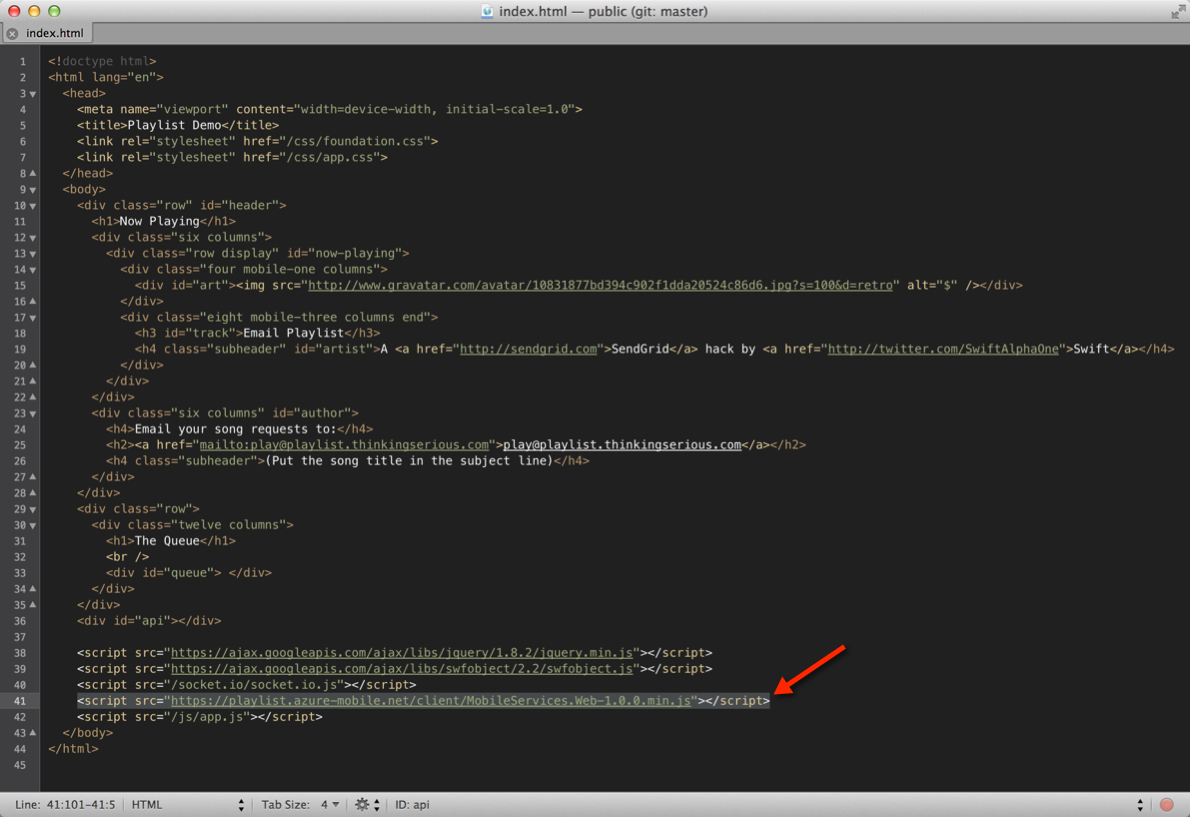 index.html — public (git: master)
index.html
1 <!doctype html>
2 <html lang="en">
3 <head>
4 <meta name="viewport" content="width=device-width, initial-scale=1.0">
5 <title>Playlist Demo</title>
6 <link rel="stylesheet" href="/css/foundation.css">
7 <link rel="stylesheet" href="/css/app.css">
8 </head>
9 <body>
10 <div class="row" id="header">
11 <h1>Now Playing</h1>
12 <div class="six columns">
13 <div class="row display" id="now-playing">
14 <div class="four mobile-one columns">
15 <div id="art"><img src="http://www.gravatar.com/avatar/10831877bd394c902f1dda20524c86d6.jpg?s=100&d=retro" alt="$" /></div>
16 </div>
17 <div class="eight mobile-three columns end">
18 <h3 id="track">Email Playlist</h3>
19 <h4 class="subheader" id="artist">A <a href="http://sendgrid.com">SendGrid</a> hack by <a href="http://twitter.com/SwiftAlphaOne">Swift</a></h4>
20 </div>
21 </div>
22 </div>
23 <div class="six columns" id="author">
24 <h4>Email your song requests to:</h4>
25 <h2><a href="mailto:play@playlist.thinkingserious.com">play@playlist.thinkingserious.com</a></h2>
26 <h4 class="subheader">(Put the song title in the subject line)</h4>
27 </div>
28 </div>
29 <div class="row">
30 <div class="twelve columns">
31 <h1>The Queue</h1>
32 <br />
33 <div id="queue"> </div>
34 </div>
35 </div>
36 <div id="api"></div>
37
38 <script src="https://ajax.googleapis.com/ajax/libs/jquery/1.8.2/jquery.min.js"></script>
39 <script src="https://ajax.googleapis.com/ajax/libs/swfobject/2.2/swfobject.js"></script>
40 <script src="/socket.io/socket.io.js"></script>
41 <script src="https://playlist.azure-mobile.net/client/MobileServices.Web-1.0.0.min.js"></script>
42 <script src="/js/app.js"></script>
43 </body>
44 </html>
45
Line: 41:101–41:5 HTML Tab Size: 4 ID: api